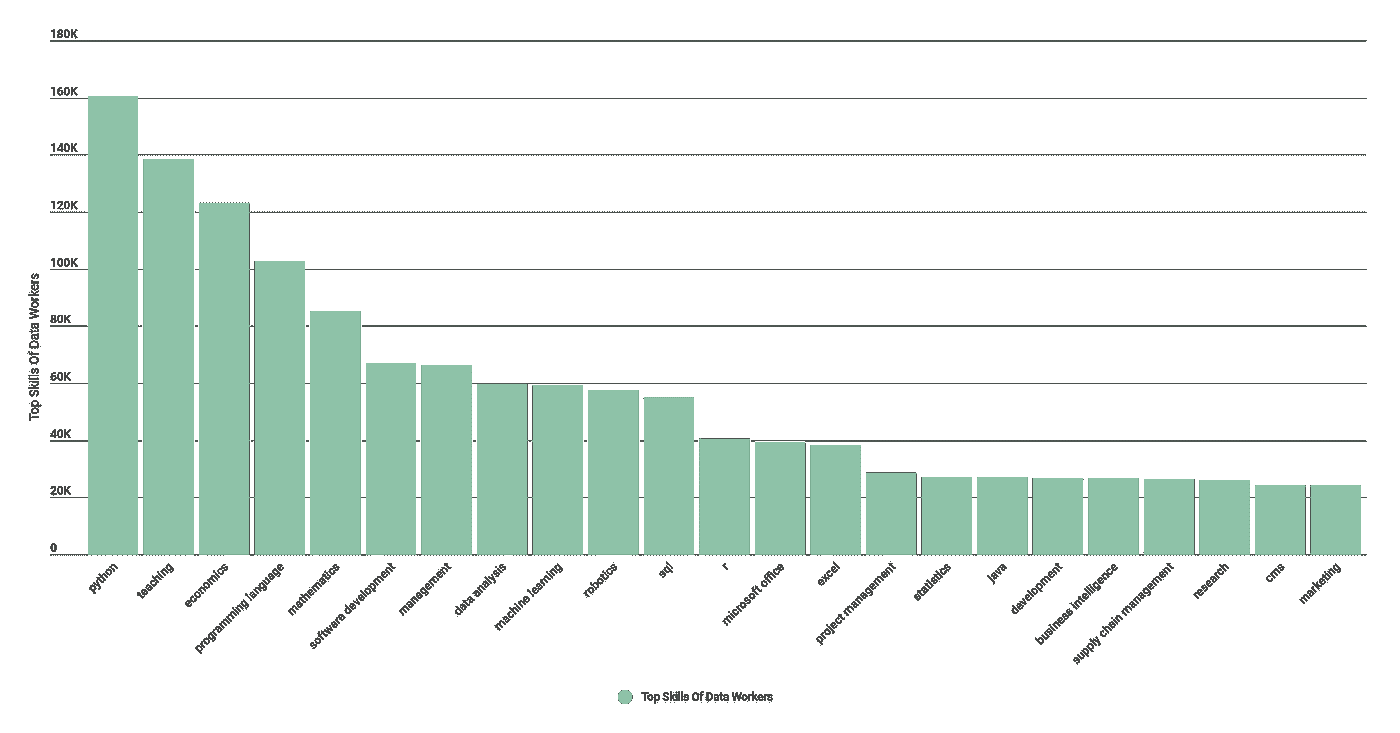 180K
160K
140K
120K
100K
80K
60K
40K
20K
0
Top Skills Of Data Workers
python
teaching
economics
programming language
mathematics
software development
management
data analysis
machine learning
robotics
sql
r
microsoft office
excel
project management
statistics
java
development
business intelligence
supply chain management
research
cms
marketing
Top Skills Of Data Workers